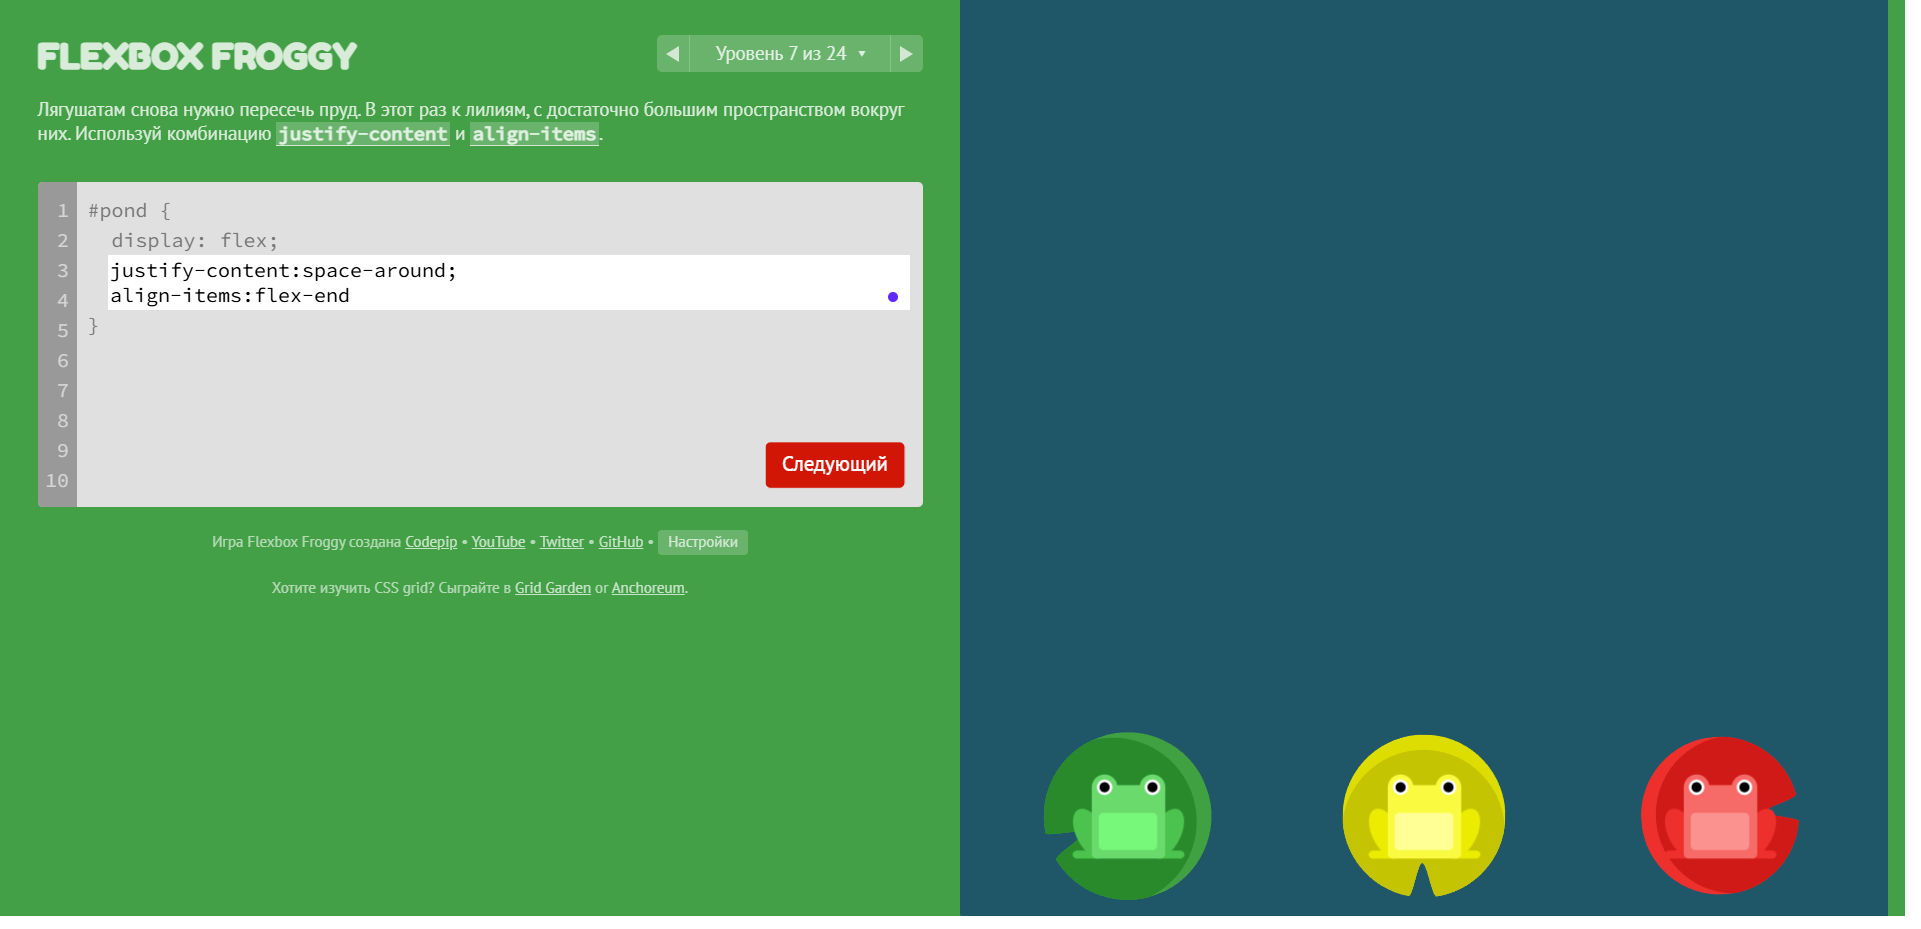 FLEXBOX FROGGY
Уровень 7 из 24
Лягушатам снова нужно пересечь пруд. В этот раз к лилиям, с достаточно большим пространством вокруг
них. Используй комбинацию justify-content и align-items.
1 #pond {
2 display: flex;
3 justify-content:space-around;
4 align-items:flex-end
5 }
6
7
8
9
10
Следующий
Игра Flexbox Froggy создана Codepip • YouTube • Twitter • GitHub • Настройки
Хотите изучить CSS grid? Сыграйте в Grid Garden or Anchoreum.